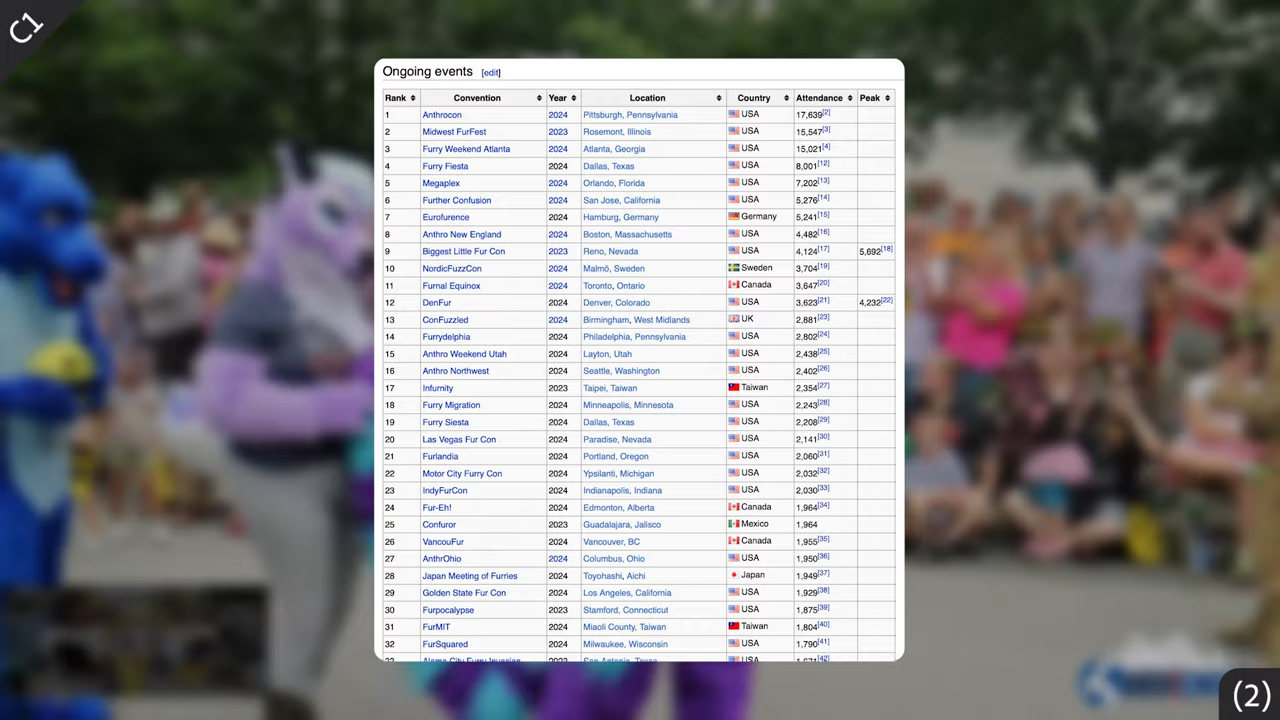 C1
Ongoing events [edit]
Rank Convention Year Location Country Attendance Peak
1 Anthrocon 2024 Pittsburgh, Pennsylvania USA 17,639[2]
2 Midwest FurFest 2023 Rosemont, Illinois USA 15,547[3]
3 Furry Weekend Atlanta 2024 Atlanta, Georgia USA 15,021[4]
4 Furry Fiesta 2024 Dallas, Texas USA 8,001[12]
5 Megaplex 2024 Orlando, Florida USA 7,202[13]
6 Further Confusion 2024 San Jose, California USA 5,276[14]
7 Eurofurence 2024 Hamburg, Germany Germany 5,241[15]
8 Anthro New England 2024 Boston, Massachusetts USA 4,482[16]
9 Biggest Little Fur Con 2023 Reno, Nevada USA 4,124[17] 5,692[18]
10 NordicFuzzCon 2024 Malmö, Sweden Sweden 3,704[19]
11 Furnal Equinox 2024 Toronto, Ontario Canada 3,647[20]
12 DenFur 2024 Denver, Colorado USA 3,623[21] 4,232[22]
13 ConFuzzled 2024 Birmingham, West Midlands UK 2,881[23]
14 Furrydelphia 2024 Philadelphia, Pennsylvania USA 2,802[24]
15 Anthro Weekend Utah 2024 Layton, Utah USA 2,438[25]
16 Anthro Northwest 2024 Seattle, Washington USA 2,402[26]
17 Infurnity 2023 Taipei, Taiwan Taiwan 2,354[27]
18 Furry Migration 2024 Minneapolis, Minnesota USA 2,243[28]
19 Furry Siesta 2024 Dallas, Texas USA 2,208[29]
20 Las Vegas Fur Con 2024 Paradise, Nevada USA 2,141[30]
21 Furlandia 2024 Portland, Oregon USA 2,060[31]
22 Motor City Furry Con 2024 Ypsilanti, Michigan USA 2,032[32]
23 IndyFurCon 2024 Indianapolis, Indiana USA 2,030[33]
24 Fur-Eh! 2024 Edmonton, Alberta Canada 1,964[34]
25 Confuror 2023 Guadalajara, Jalisco Mexico 1,964
26 VancouFur 2024 Vancouver, BC Canada 1,955[35]
27 AnthrOhio 2024 Columbus, Ohio USA 1,950[36]
28 Japan Meeting of Furries 2024 Toyohashi, Aichi Japan 1,949[37]
29 Golden State Fur Con 2024 Los Angeles, California USA 1,929[38]
30 Furpocalypse 2023 Stamford, Connecticut USA 1,875[39]
31 FurMIT 2024 Miaoli County, Taiwan Taiwan 1,804[40]
32 FurSquared 2024 Milwaukee, Wisconsin USA 1,790[41]
(2)